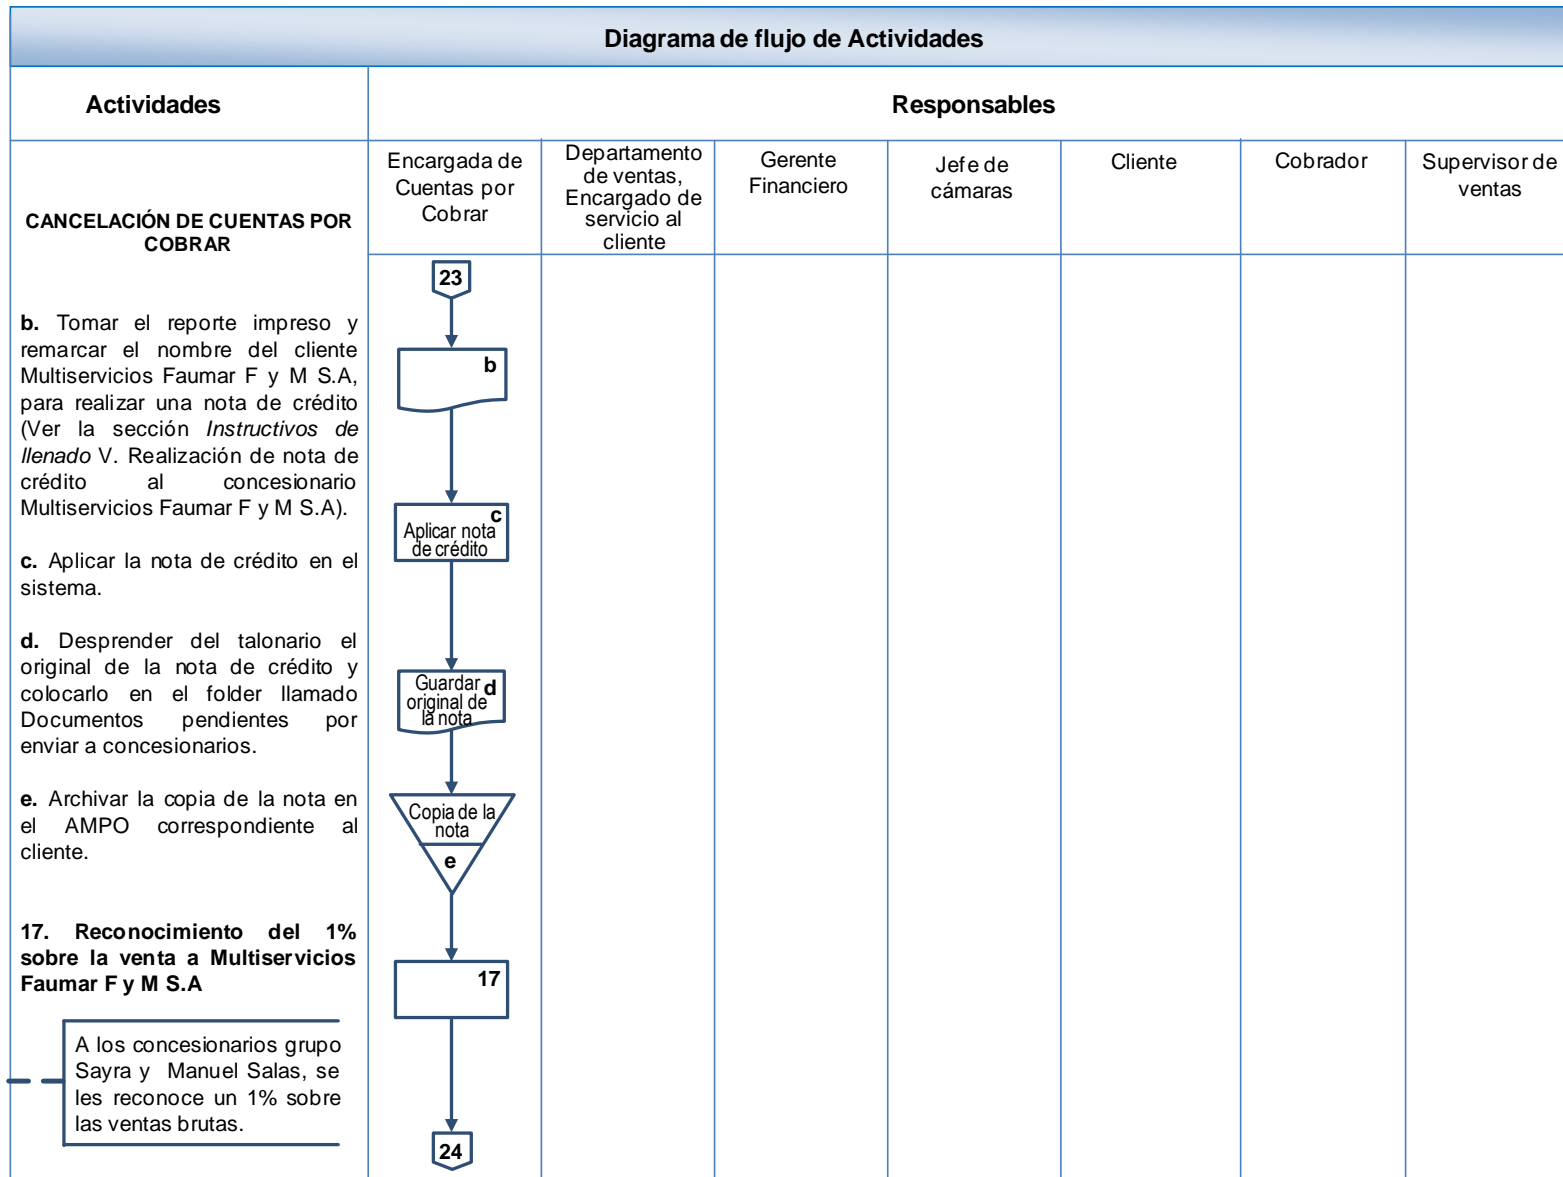 Diagrama de flujo de Actividades
Actividades
Responsables
CANCELACIÓN DE CUENTAS POR
COBRAR
Encargada de
Cuentas por
Cobrar
Departamento
de ventas,
Encargado de
servicio al
cliente
Gerente
Financiero
Jefe de
cámaras
Cliente
Cobrador
Supervisor de
ventas
b. Tomar el reporte impreso y
remarcar el nombre del cliente
Multiservicios Faumar F y M S.A,
para realizar una nota de crédito
(Ver la sección Instructivos de
llenado V. Realización de nota de
crédito al concesionario
Multiservicios Faumar F y M S.A).
c. Aplicar la nota de crédito en el
sistema.
d. Desprender del talonario el
original de la nota de crédito y
colocarlo en el folder llamado
Documentos pendientes por
enviar a concesionarios.
e. Archivar la copia de la nota en
el AMPO correspondiente al
cliente.
17. Reconocimiento del 1%
sobre la venta a Multiservicios
Faumar F y M S.A
A los concesionarios grupo
Sayra y Manuel Salas, se
les reconoce un 1% sobre
las ventas brutas.
23
b
c
Aplicar nota
de crédito
Guardar d
original de
la nota
Copia de la
nota
e
17
24